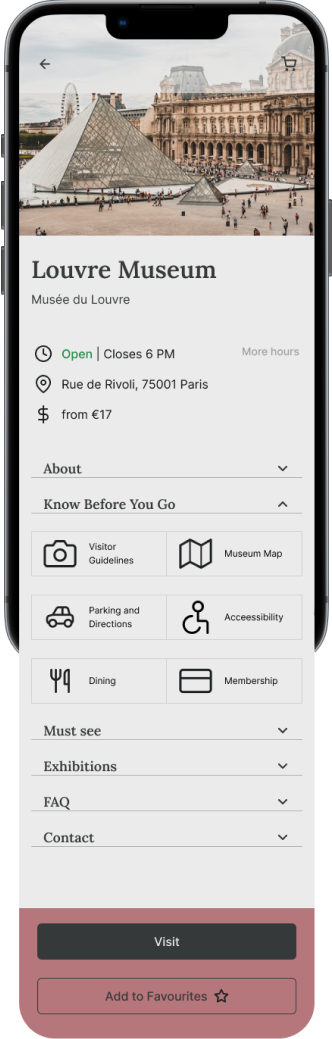 Louvre Museum
Musée du Louvre
Open | Closes 6 PM
More hours
Rue de Rivoli, 75001 Paris
from €17
About
Know Before You Go
Visitor
Guidelines
Museum Map
Parking and
Directions
Acceessibility
Dining
Membership
Must see
Exhibitions
FAQ
Contact
Visit
Add to Favourites